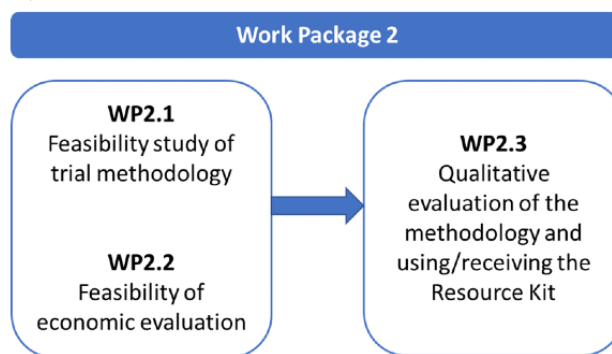 Work Package 2
WP2.1
Feasibility study of
trial methodology
WP2.2
Feasibility of
economic evaluation
WP2.3
Qualitative
evaluation of the
methodology and
using/receiving the
Resource Kit